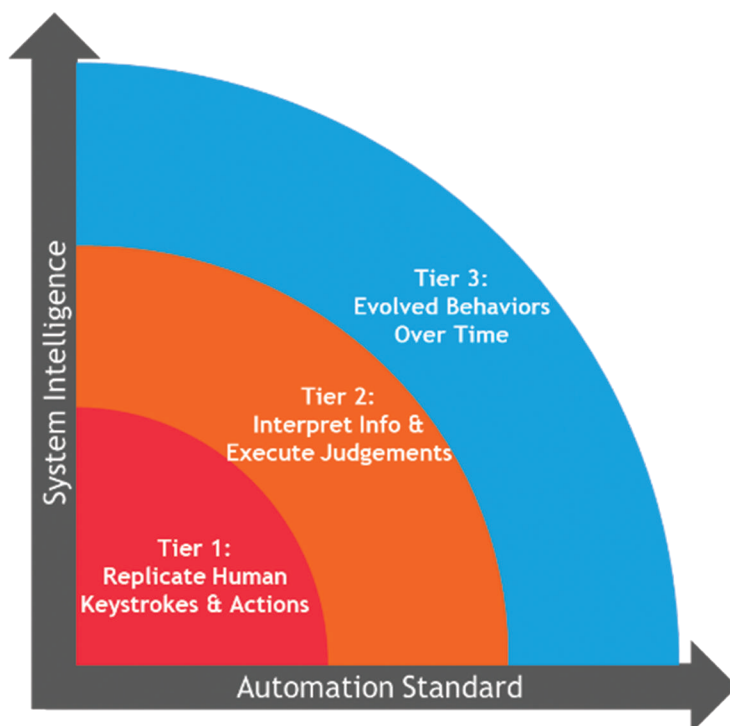 System Intelligence
Tier 3:
Evolved Behaviors
Over Time
Tier 2:
Interpret Info &
Execute Judgements
Tier 1:
Replicate Human
Keystrokes & Actions
Automation Standard